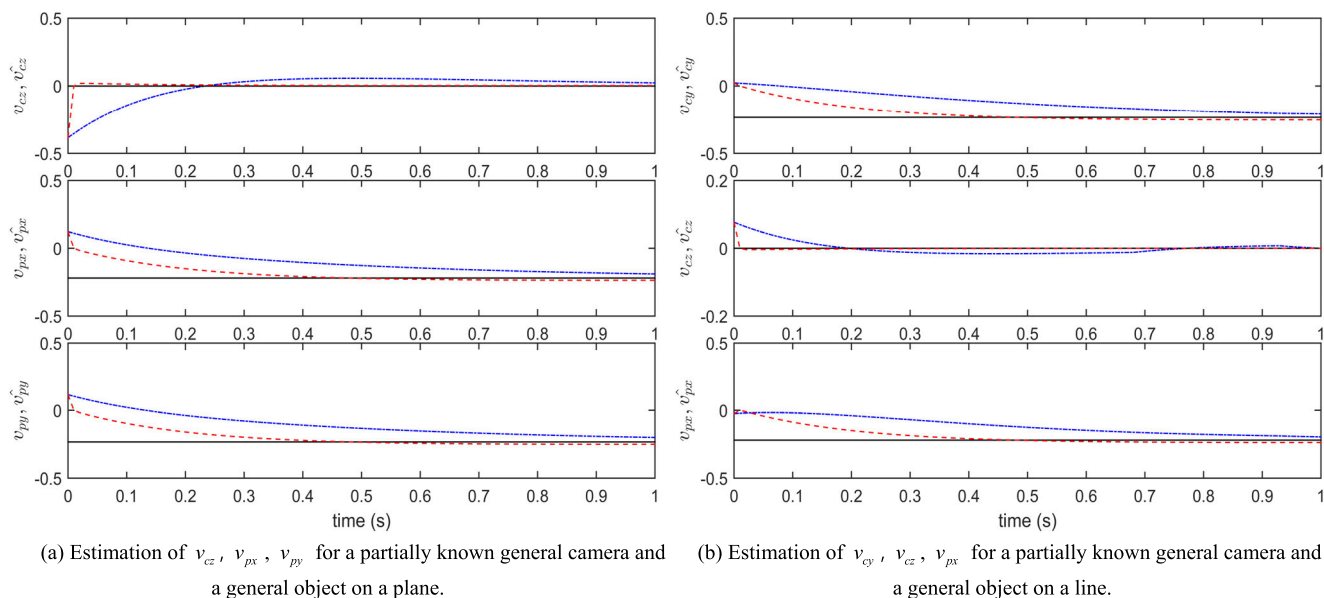 0.5
v_cz, v̂_cz
0
-0.5
0 0.1 0.2 0.3 0.4 0.5 0.6 0.7 0.8 0.9 1
0.5
v_px, v̂_px
0
-0.5
0 0.1 0.2 0.3 0.4 0.5 0.6 0.7 0.8 0.9 1
0.5
v_py, v̂_py
0
-0.5
0 0.1 0.2 0.3 0.4 0.5 0.6 0.7 0.8 0.9 1
time (s)
(a) Estimation of v_cz, v_px, v_py for a partially known general camera and
a general object on a plane.
0.5
v_cy, v̂_cy
0
-0.5
0 0.1 0.2 0.3 0.4 0.5 0.6 0.7 0.8 0.9 1
0.2
v_cz, v̂_cz
0
-0.2
0 0.1 0.2 0.3 0.4 0.5 0.6 0.7 0.8 0.9 1
0.5
v_px, v̂_px
0
-0.5
0 0.1 0.2 0.3 0.4 0.5 0.6 0.7 0.8 0.9 1
time (s)
(b) Estimation of v_cy, v_cz, v_px for a partially known general camera and
a general object on a line.